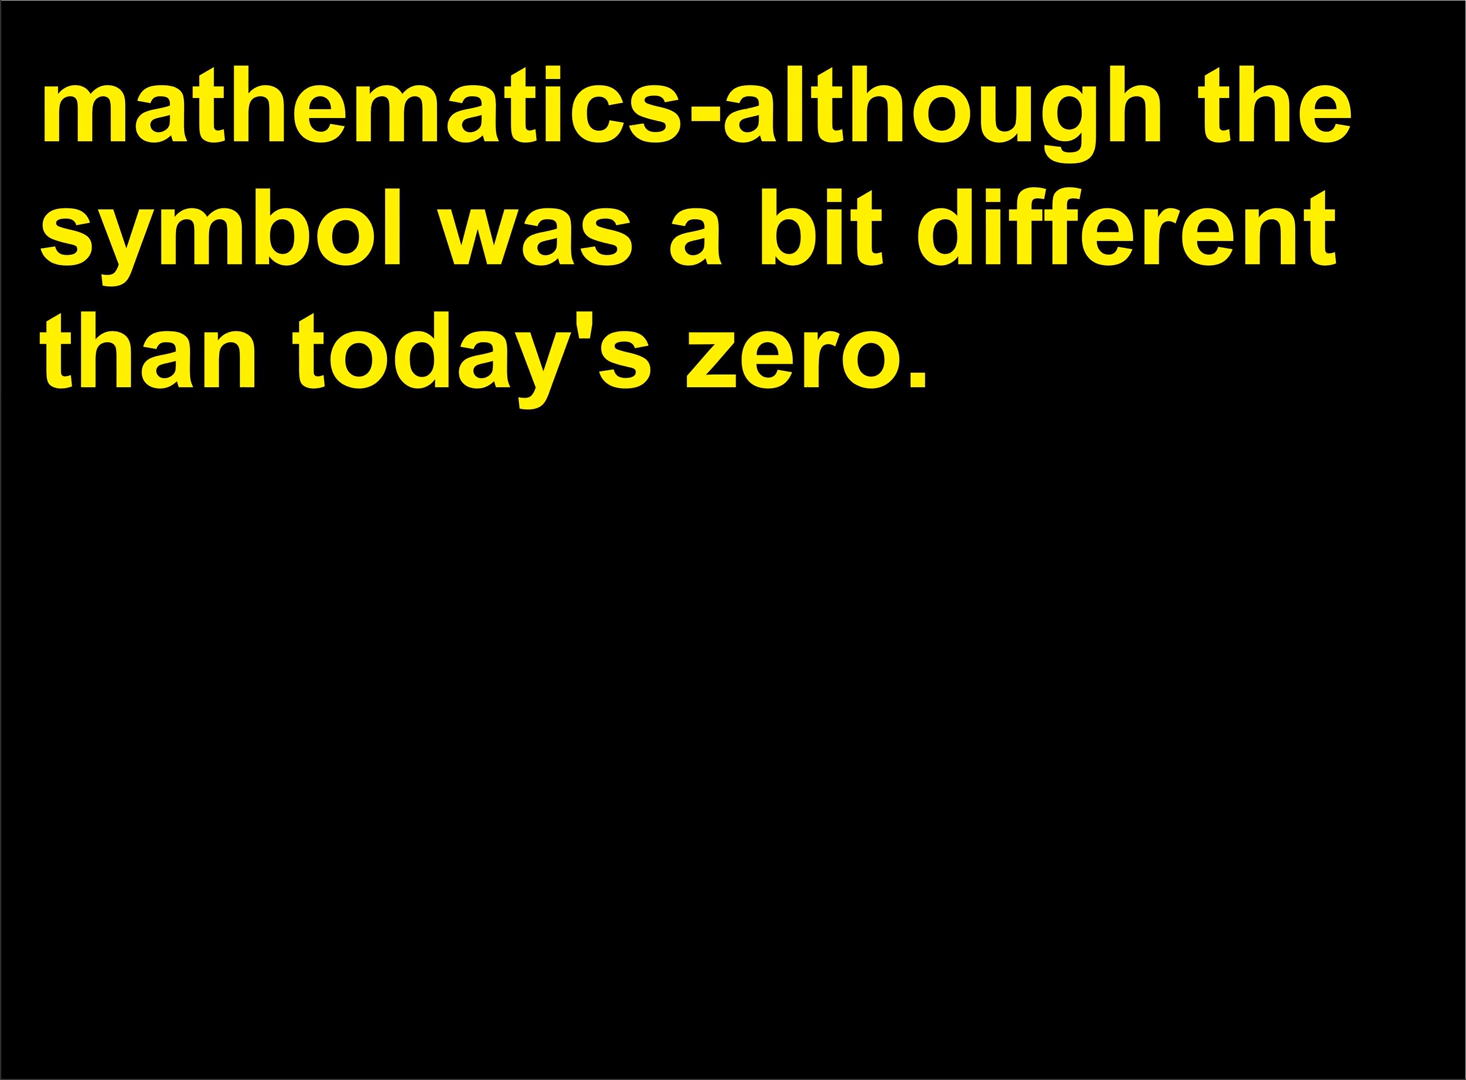 mathematics-although the
symbol was a bit different
than today's zero.